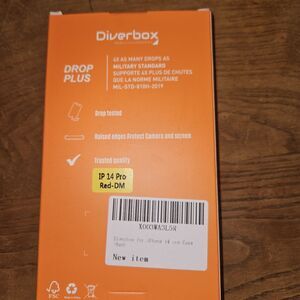 Diverbox
DROP
PLUS
4X AS MANY DROPS AS
MILITARY STANDARD
SUPPORTE 4X PLUS DE CHUTES
QUE LA NORME MILITAIRE
MIL-STD-810H-2019
Drop tested
Raised edges Protect Camera and screen
Trusted quality
IP 14 Pro
Red-DM
New item
FSC